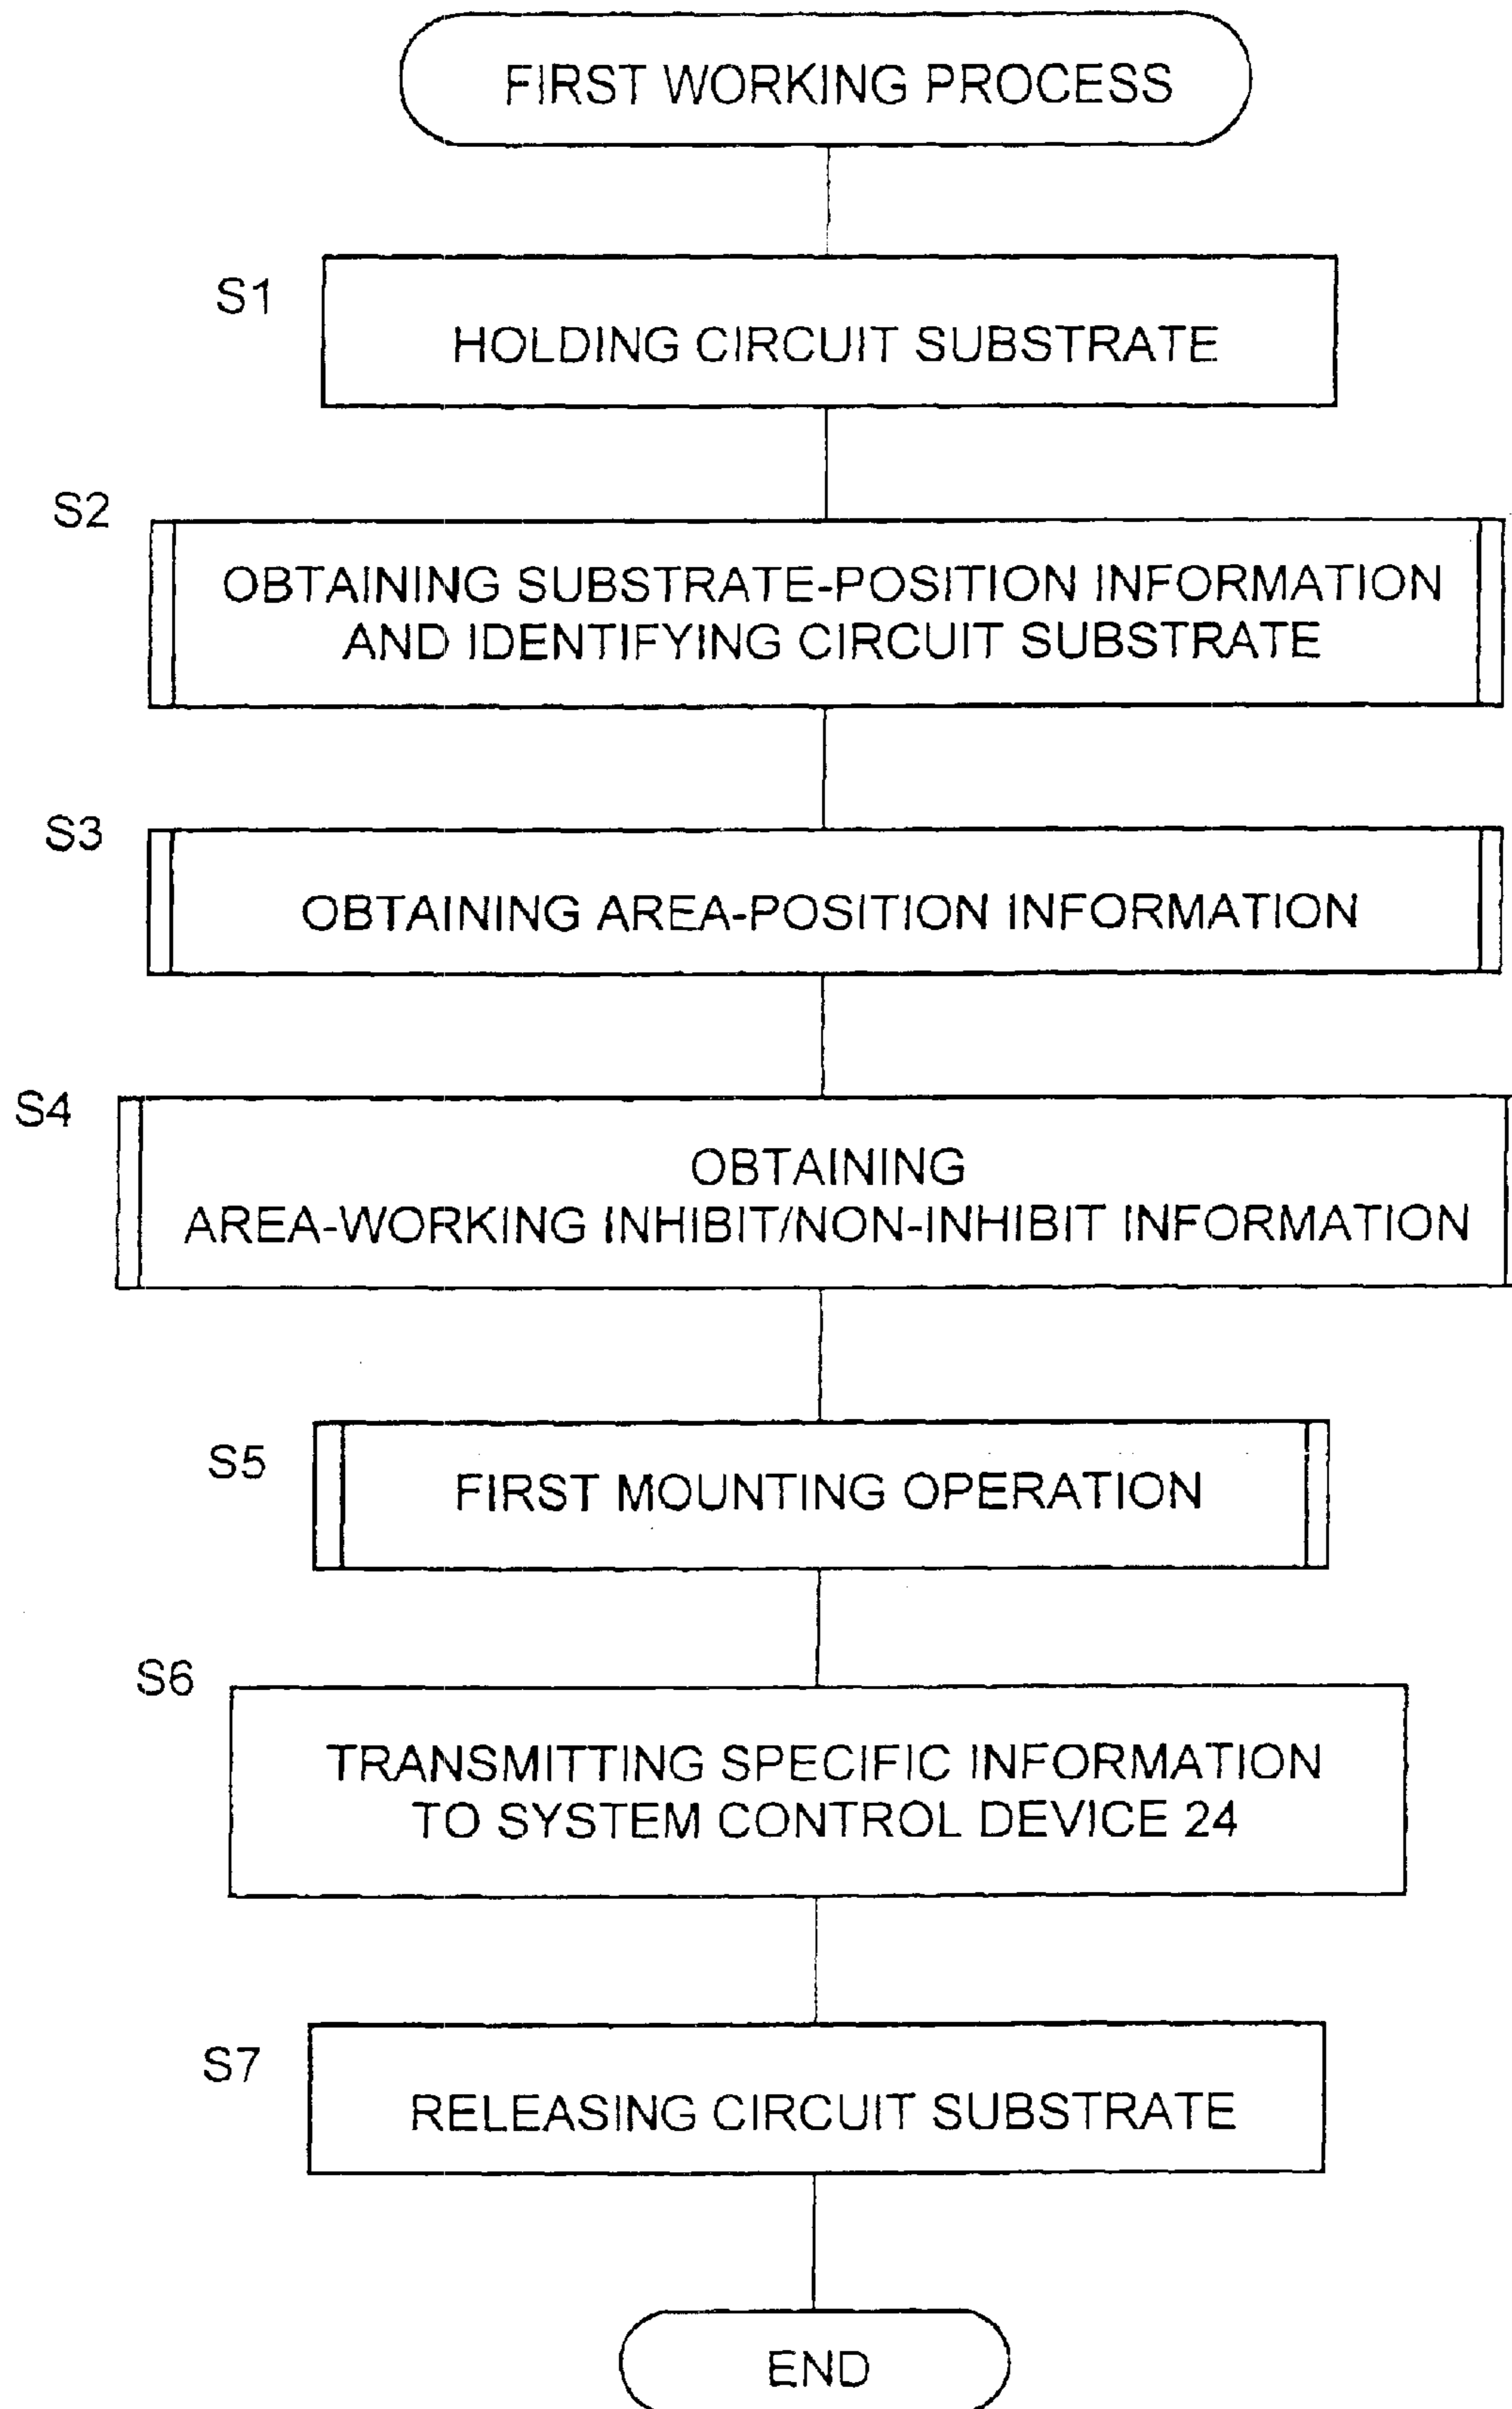 FIRST WORKING PROCESS
S1
HOLDING CIRCUIT SUBSTRATE
S2
OBTAINING SUBSTRATE-POSITION INFORMATION
AND IDENTIFYING CIRCUIT SUBSTRATE
S3
OBTAINING AREA-POSITION INFORMATION
S4
OBTAINING
AREA-WORKING INHIBIT/NON-INHIBIT INFORMATION
S5
FIRST MOUNTING OPERATION
S6
TRANSMITTING SPECIFIC INFORMATION
TO SYSTEM CONTROL DEVICE 24
S7
RELEASING CIRCUIT SUBSTRATE
END